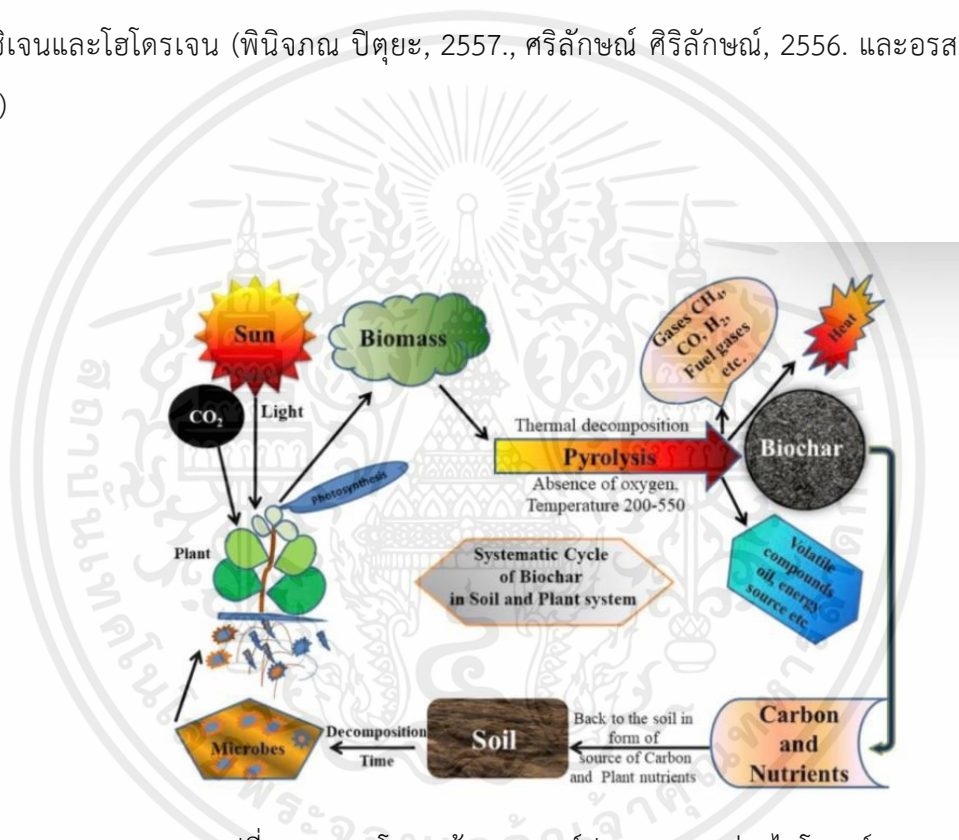 ซิเจนและโฮโดรเจน (พินิจภณ ปิตุยะ, 2557., ศริลักษณ์ ศิริลักษณ์, 2556. และอรส
)
Sun
CO₂
Light
Biomass
Photosynthesis
Plant
Thermal decomposition
Pyrolysis
Absence of oxygen,
Temperature 200-550
Gases CH₄,
CO, H₂,
Fuel gases
etc.
Heat
Biochar
Volatile
compounds
oil, energy
source etc
Systematic Cycle
of Biochar
in Soil and Plant system
Carbon
and
Nutrients
Back to the soil in
form of
source of Carbon
and Plant nutrients
Soil
Decomposition
Time
Microbes